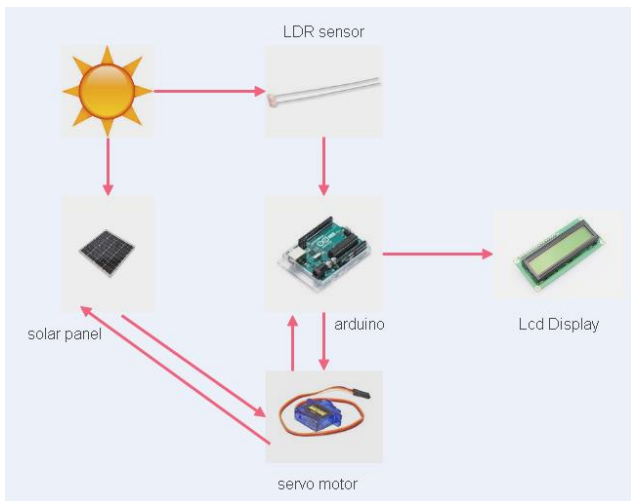 LDR sensor
solar panel
arduino
Lcd Display
servo motor